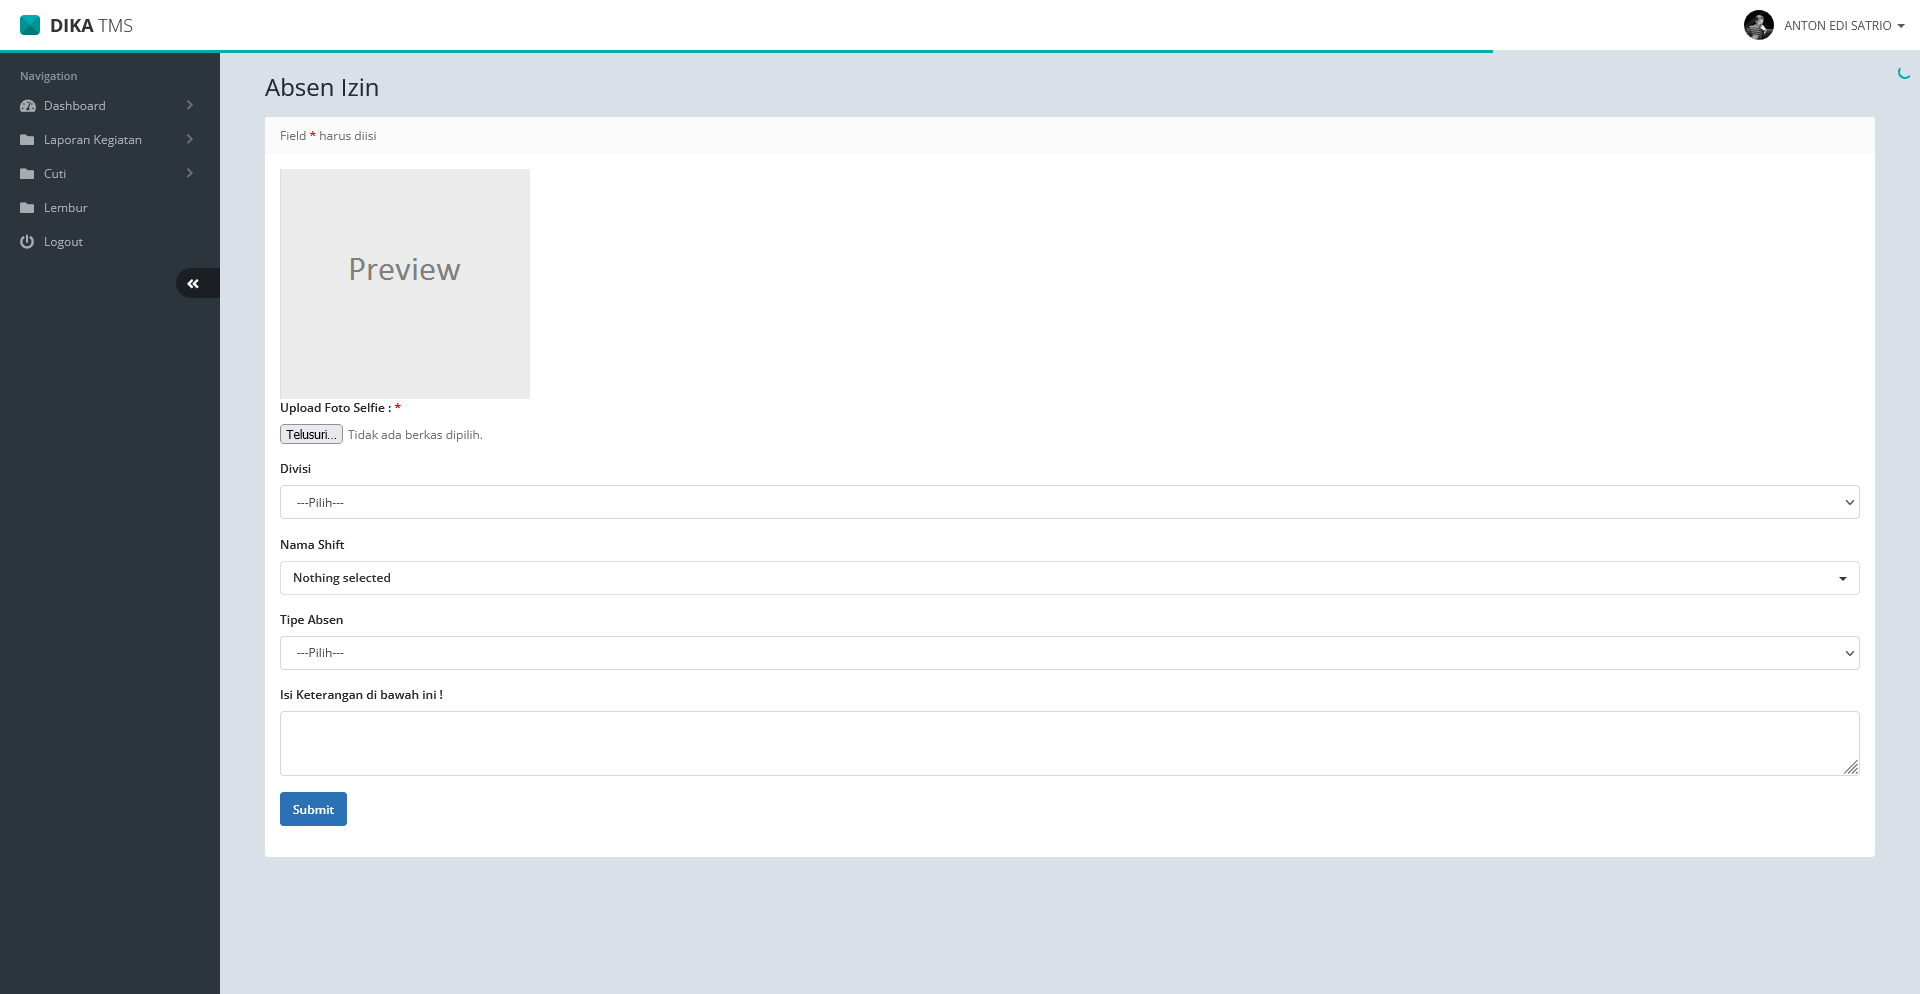 DIKA TMS
ANTON EDI SATRIO
Navigation
Dashboard
Laporan Kegiatan
Cuti
Lembur
Logout
Absen Izin
Field * harus diisi
Preview
Upload Foto Selfie : *
Telusuri... Tidak ada berkas dipilih.
Divisi
---Pilih---
Nama Shift
Nothing selected
Tipe Absen
---Pilih---
Isi Keterangan di bawah ini !
Submit